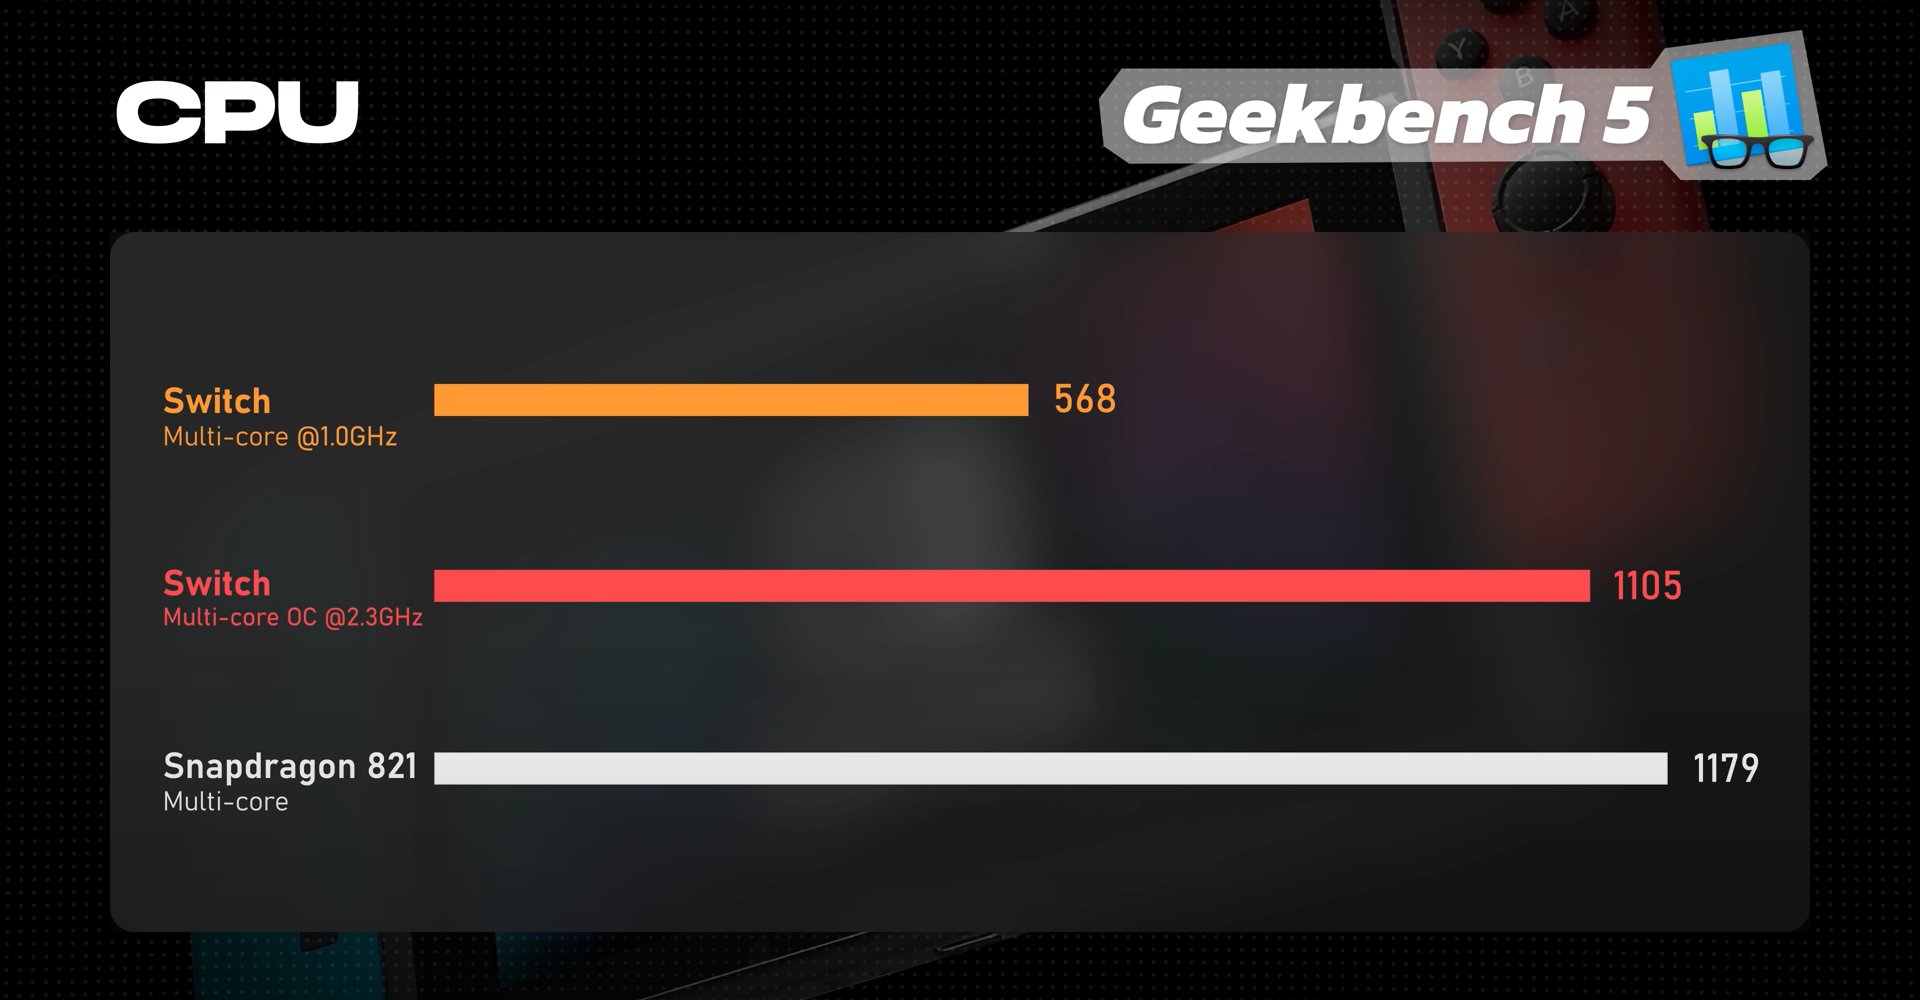 CPU
Geekbench 5
Y
A
B
Switch
568
Multi-core @1.0GHz
Switch
1105
Multi-core OC @2.3GHz
Snapdragon 821
1179
Multi-core